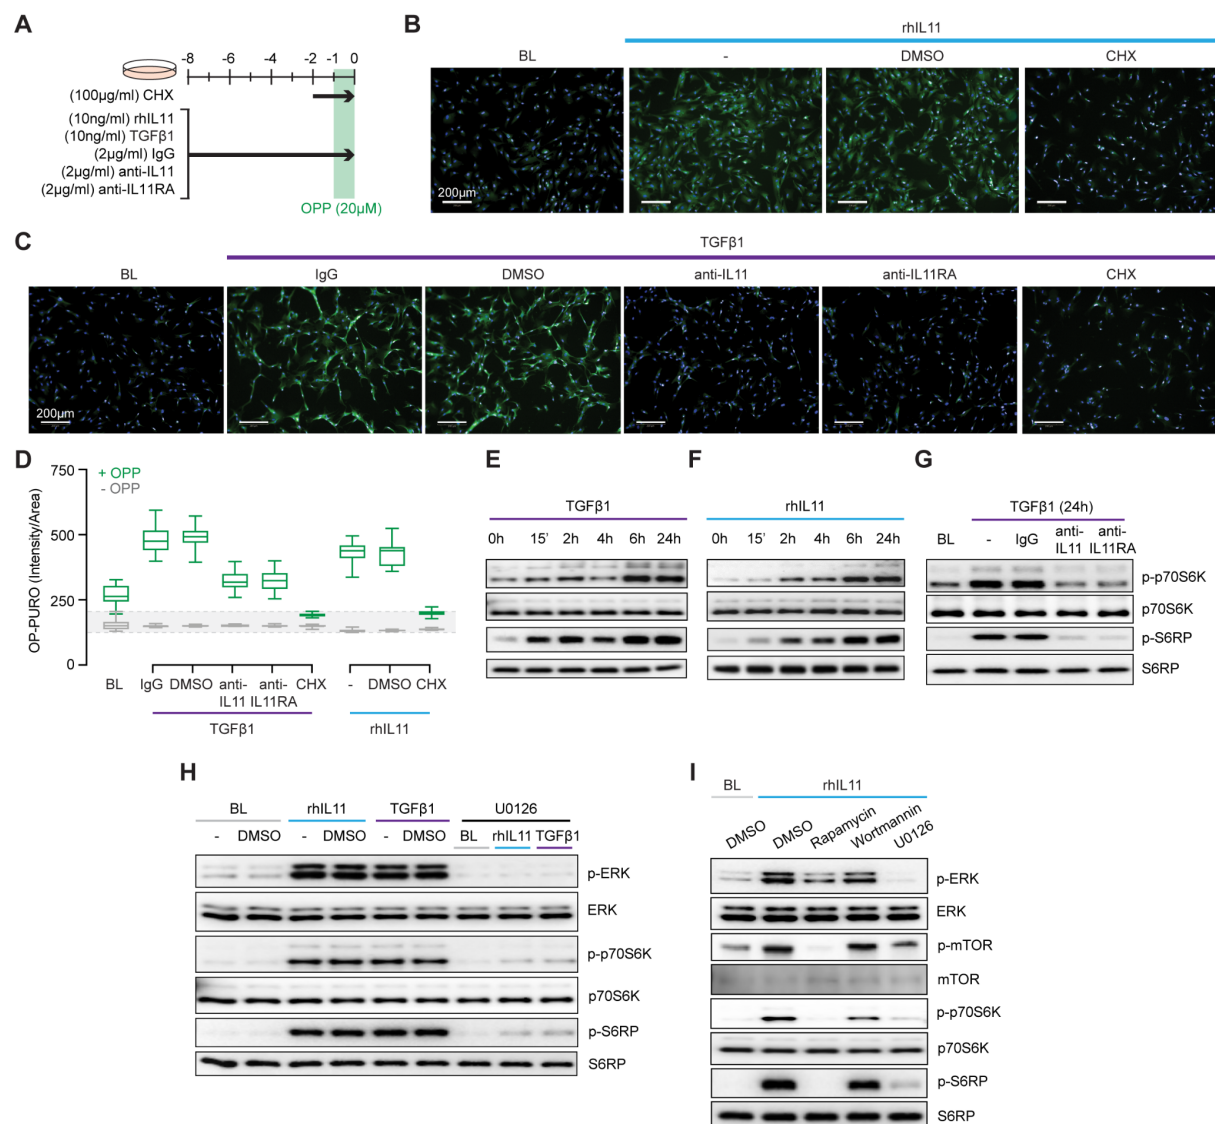 A
-8 -6 -4 -2 -1 0
(100µg/ml) CHX
(10ng/ml) rhIL11
(10ng/ml) TGFβ1
(2µg/ml) IgG
(2µg/ml) anti-IL11
(2µg/ml) anti-IL11RA
OPP (20µM)
B
rhIL11
BL - DMSO CHX
200µm
C
TGFβ1
BL IgG DMSO anti-IL11 anti-IL11RA CHX
200µm
D
+ OPP
- OPP
OP-PURO (Intensity/Area)
750
500
250
0
BL IgG DMSO anti- anti- CHX - DMSO CHX
IL11 IL11RA
TGFβ1 rhIL11
E
TGFβ1
0h 15' 2h 4h 6h 24h
F
rhIL11
0h 15' 2h 4h 6h 24h
G
TGFβ1 (24h)
BL - IgG anti- anti-
IL11 IL11RA
p-p70S6K
p70S6K
p-S6RP
S6RP
H
BL rhIL11 TGFβ1 U0126
- DMSO - DMSO - DMSO BL rhIL11 TGFβ1
p-ERK
ERK
p-p70S6K
p70S6K
p-S6RP
S6RP
I
BL rhIL11
DMSO DMSO Rapamycin Wortmannin U0126
p-ERK
ERK
p-mTOR
mTOR
p-p70S6K
p70S6K
p-S6RP
S6RP